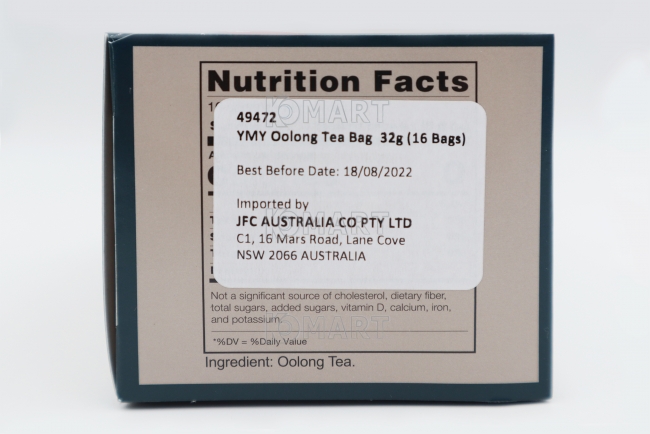 Nutrition Facts
49472
YMY Oolong Tea Bag 32g (16 Bags)
Best Before Date: 18/08/2022
Imported by
JFC AUSTRALIA CO PTY LTD
C1, 16 Mars Road, Lane Cove
NSW 2066 AUSTRALIA
Not a significant source of cholesterol, dietary fiber,
total sugars, added sugars, vitamin D, calcium, iron,
and potassium.
*%DV = %Daily Value
Ingredient: Oolong Tea.